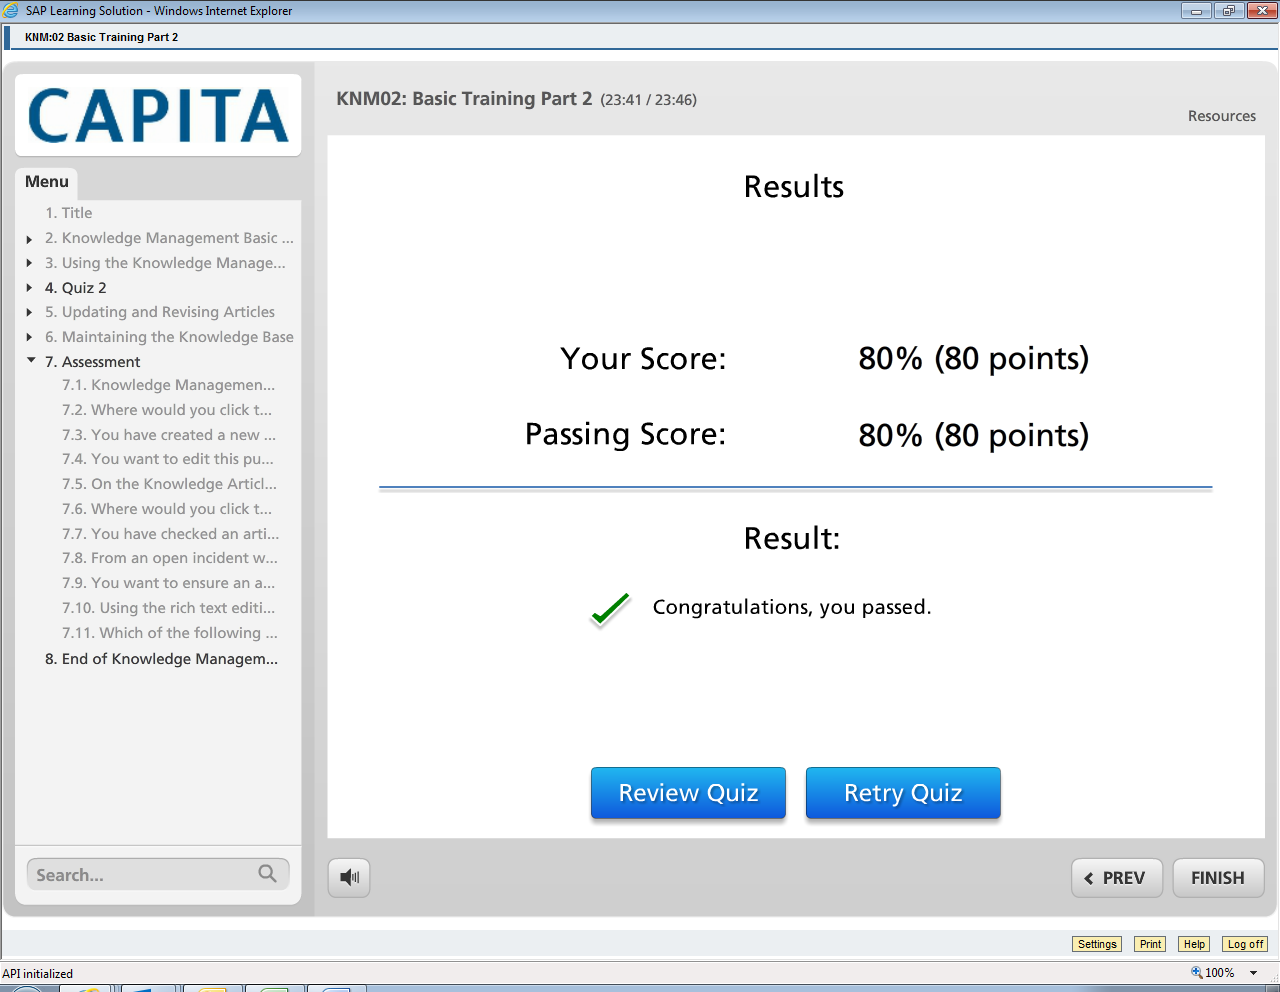 SAP Learning Solution - Windows Internet Explorer
KNM:02 Basic Training Part 2
CAPITA
KNM02: Basic Training Part 2 (23:41 / 23:46)
Resources
Menu
1. Title
2. Knowledge Management Basic ...
3. Using the Knowledge Manage...
4. Quiz 2
5. Updating and Revising Articles
6. Maintaining the Knowledge Base
7. Assessment
7.1. Knowledge Managemen...
7.2. Where would you click t...
7.3. You have created a new ...
7.4. You want to edit this pu...
7.5. On the Knowledge Articl...
7.6. Where would you click t...
7.7. You have checked an arti...
7.8. From an open incident w...
7.9. You want to ensure an a...
7.10. Using the rich text editi...
7.11. Which of the following ...
8. End of Knowledge Managem...
Search...
Results
Your Score: 80% (80 points)
Passing Score: 80% (80 points)
Result:
Congratulations, you passed.
Review Quiz Retry Quiz
PREV FINISH
Settings Print Help Log off
API initialized 100%